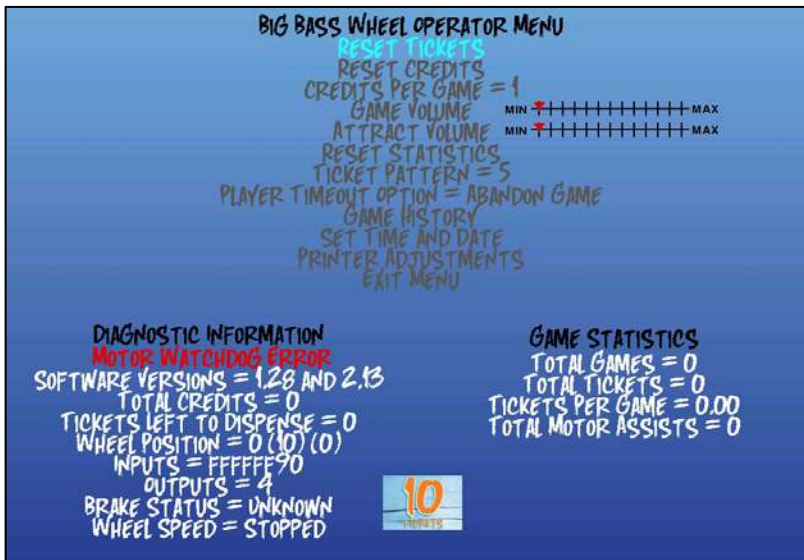 BIG BASS WHEEL OPERATOR MENU
RESET TICKETS
RESET CREDITS
CREDITS PER GAME = 1
GAME VOLUME MIN MAX
ATTRACT VOLUME MIN MAX
RESET STATISTICS
TICKET PATTERN = 5
PLAYER TIMEOUT OPTION = ABANDON GAME
GAME HISTORY
SET TIME AND DATE
PRINTER ADJUSTMENTS
EXIT MENU
DIAGNOSTIC INFORMATION
MOTOR WATCHDOG ERROR
SOFTWARE VERSIONS = 1.28 AND 2.13
TOTAL CREDITS = 0
TICKETS LEFT TO DISPENSE = 0
WHEEL POSITION = 0 (10) (0)
INPUTS = FFFFFF90
OUTPUTS = 4
BRAKE STATUS = UNKNOWN
WHEEL SPEED = STOPPED
GAME STATISTICS
TOTAL GAMES = 0
TOTAL TICKETS = 0
TICKETS PER GAME = 0.00
TOTAL MOTOR ASSISTS = 0
10
TICKETS